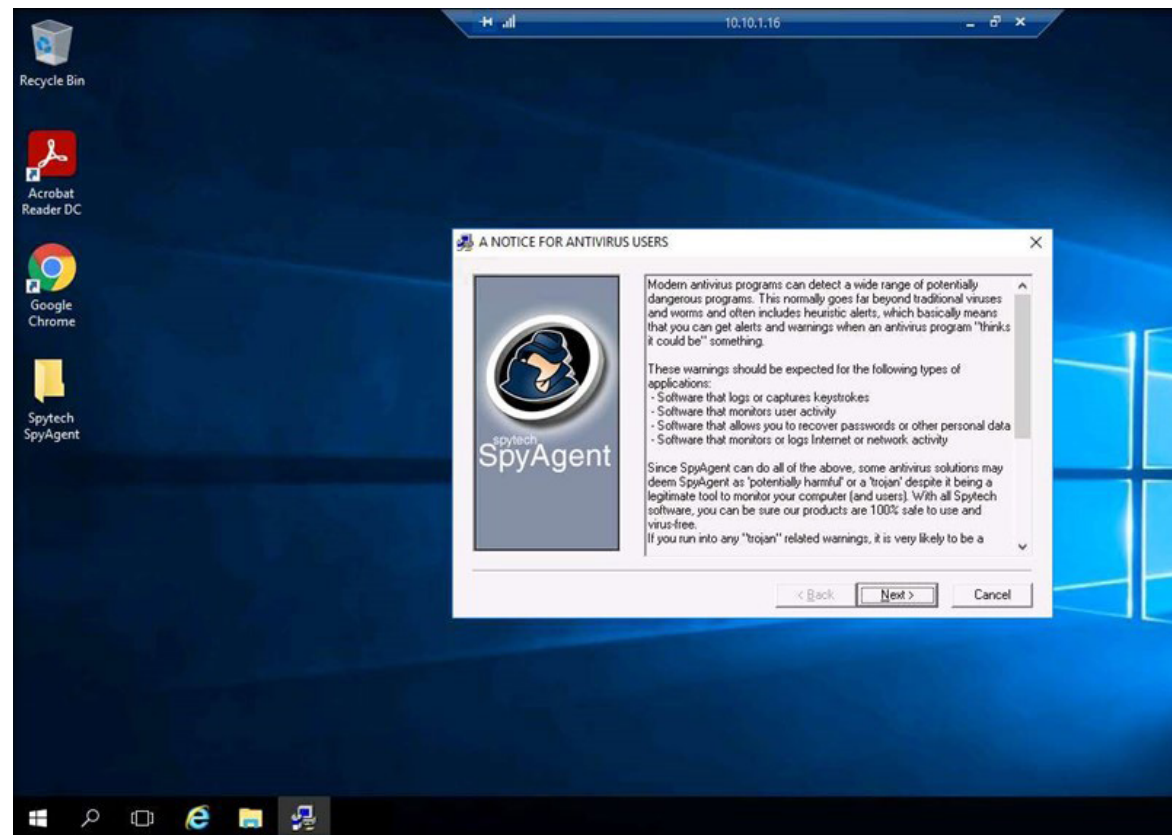 10.10.1.16
Recycle Bin
Acrobat
Reader DC
Google
Chrome
Spytech
SpyAgent
A NOTICE FOR ANTIVIRUS USERS
spytech
SpyAgent
Modern antivirus programs can detect a wide range of potentially
dangerous programs. This normally goes far beyond traditional viruses
and worms and often includes heuristic alerts, which basically means
that you can get alerts and warnings when an antivirus program "thinks
it could be" something.
These warnings should be expected for the following types of
applications:
- Software that logs or captures keystrokes
- Software that monitors user activity
- Software that allows you to recover passwords or other personal data
- Software that monitors or logs Internet or network activity
Since SpyAgent can do all of the above, some antivirus solutions may
deem SpyAgent as 'potentially harmful' or a 'trojan' despite it being a
legitimate tool to monitor your computer (and users). With all Spytech
software, you can be sure our products are 100% safe to use and
virus-free.
If you run into any "trojan" related warnings, it is very likely to be a
< Back
Next >
Cancel